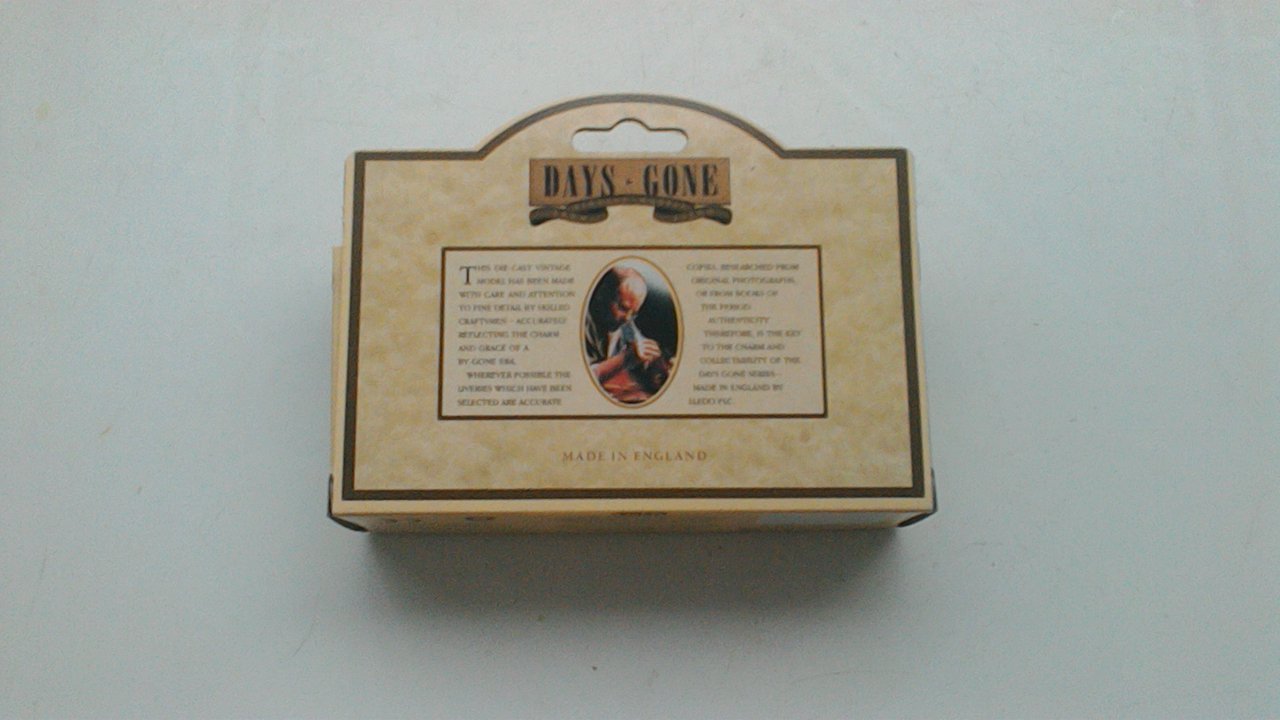 DAYS GONE
THIS DIE-CAST VINTAGE
MODEL HAS BEEN MADE
WITH CARE AND ATTENTION
TO FINE DETAIL BY SKILLED
CRAFTSMEN - ACCURATELY
REFLECTING THE CHARM
AND GRACE OF A
BY-GONE ERA.
WHEREVER POSSIBLE THE
LIVERIES WHICH HAVE BEEN
SELECTED ARE ACCURATE
COPIES, RESEARCHED FROM
ORIGINAL PHOTOGRAPHS,
OR FROM BOOKS OF
THE PERIOD.
AUTHENTICITY
THEREFORE, IS THE KEY
TO THE CHARM AND
COLLECTABILITY OF THE
DAYS GONE SERIES -
MADE IN ENGLAND BY
LLEDO PLC.
MADE IN ENGLAND